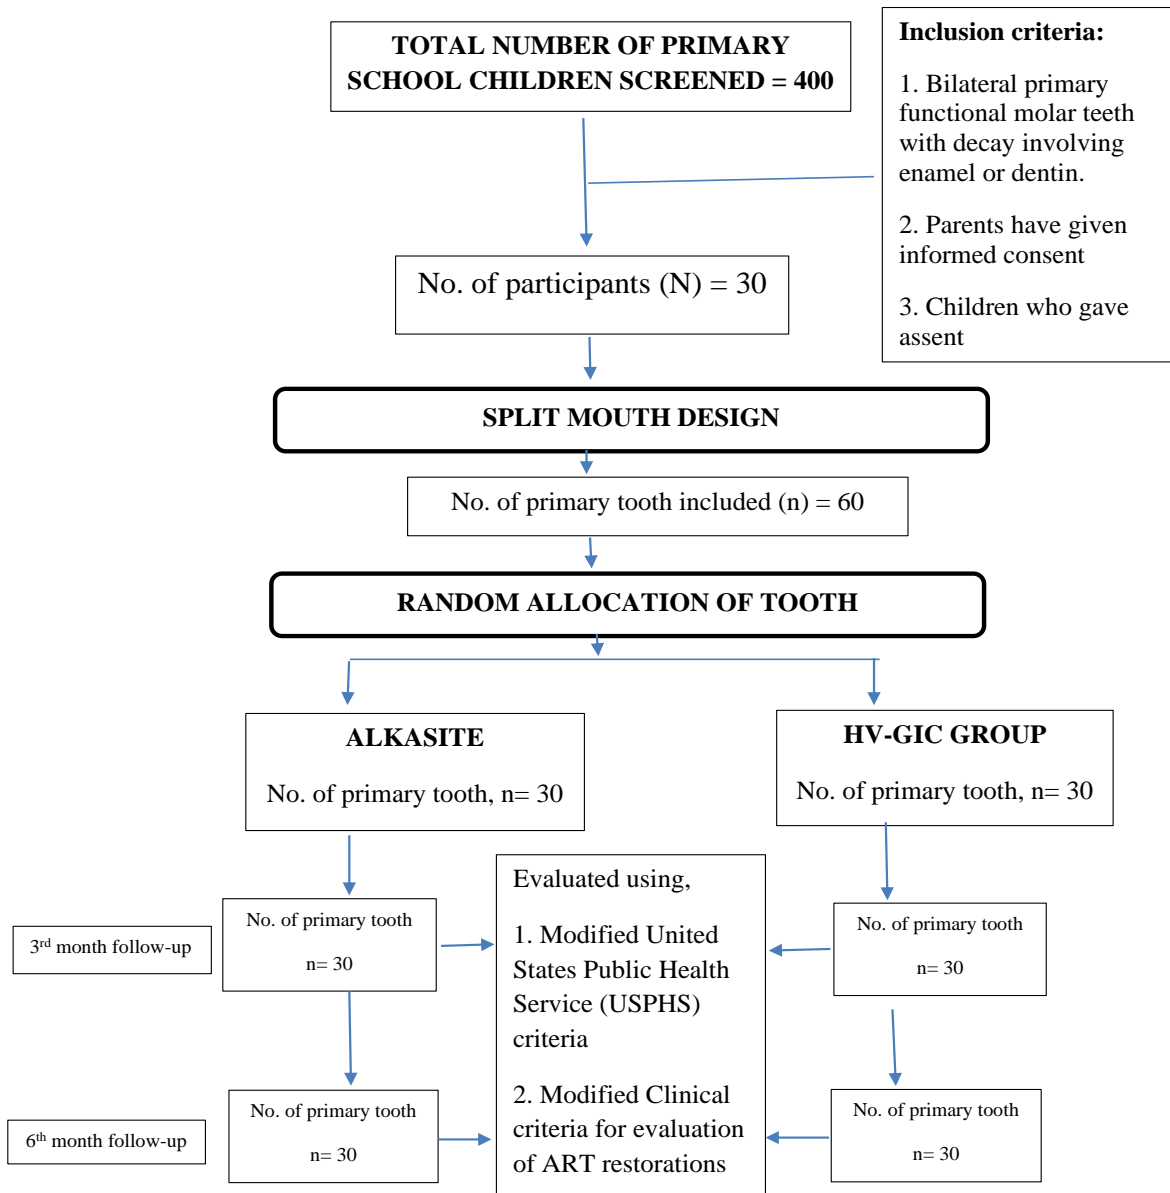 TOTAL NUMBER OF PRIMARY
SCHOOL CHILDREN SCREENED = 400
Inclusion criteria:
1. Bilateral primary
functional molar teeth
with decay involving
enamel or dentin.
2. Parents have given
informed consent
3. Children who gave
assent
No. of participants (N) = 30
SPLIT MOUTH DESIGN
No. of primary tooth included (n) = 60
RANDOM ALLOCATION OF TOOTH
ALKASITE
No. of primary tooth, n= 30
HV-GIC GROUP
No. of primary tooth, n= 30
3rd month follow-up
No. of primary tooth
n= 30
Evaluated using,
1. Modified United
States Public Health
Service (USPHS)
criteria
2. Modified Clinical
criteria for evaluation
of ART restorations
No. of primary tooth
n= 30
6th month follow-up
No. of primary tooth
n= 30
No. of primary tooth
n= 30